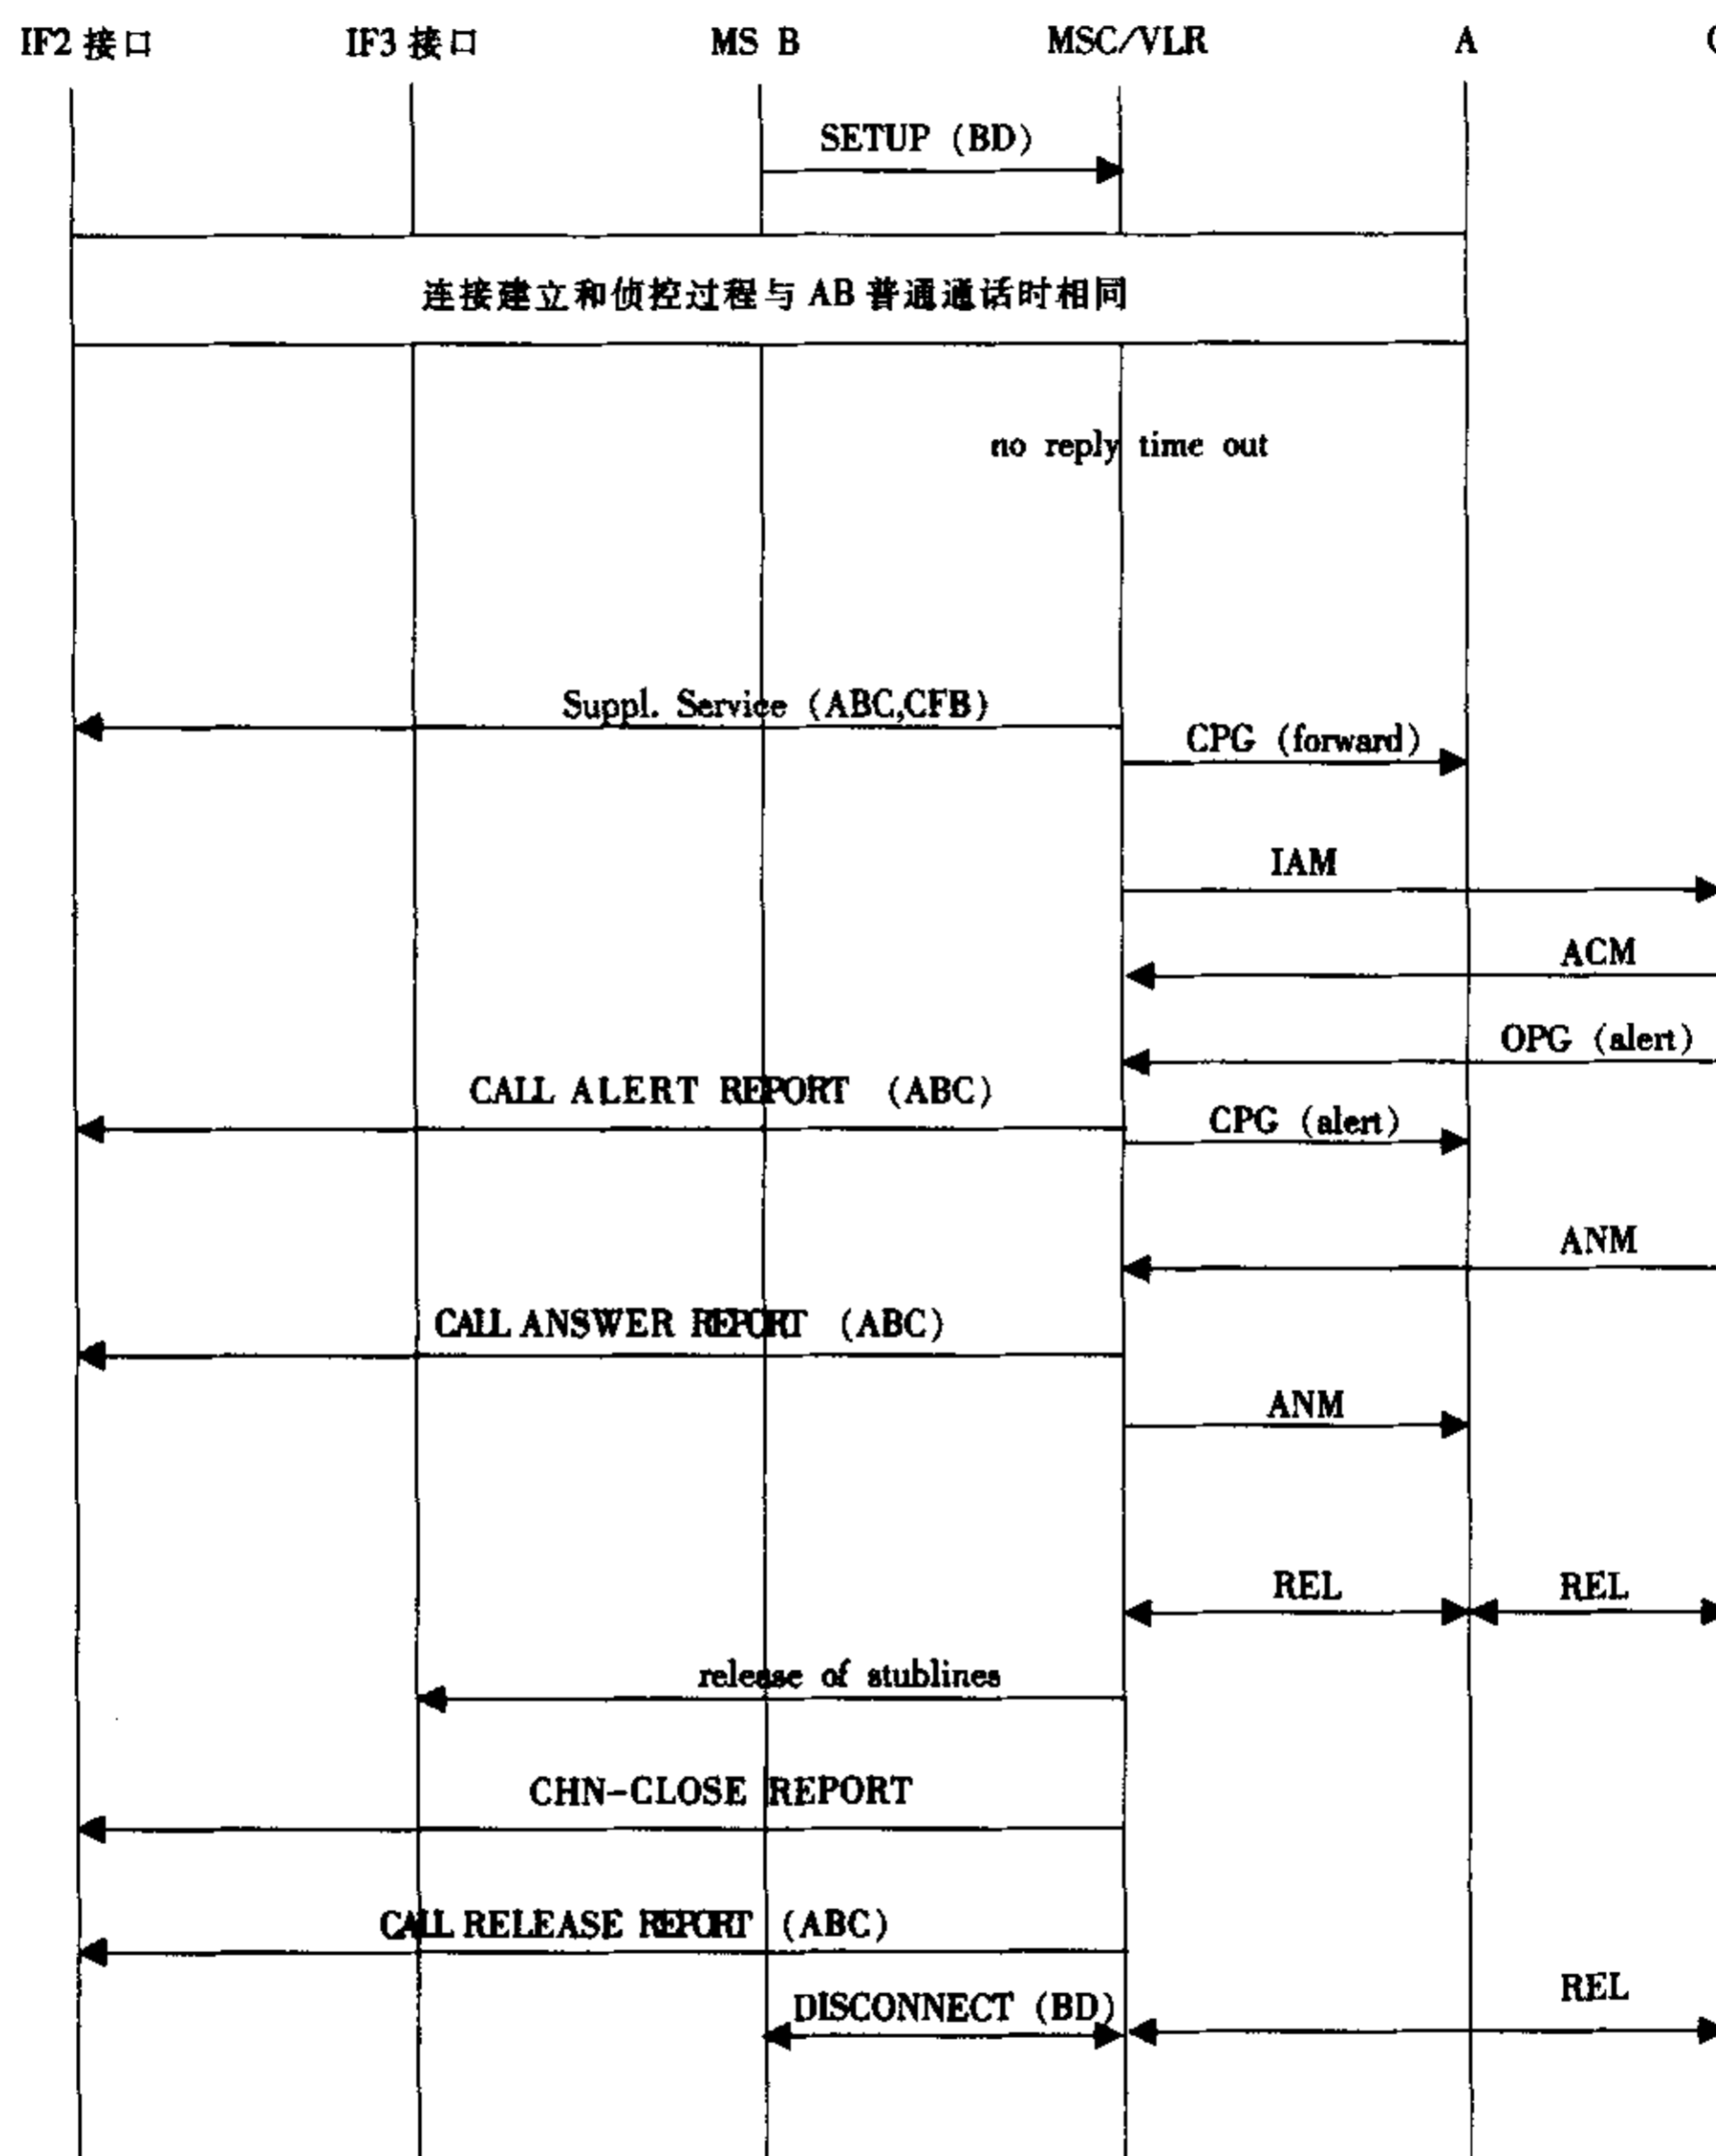 IF2 接口 IF3 接口 MS B MSC/VLR A
SETUP (BD)
连接建立和侦控过程与 AB 普通通话时相同
no reply time out
Suppl. Service (ABC,CFB)
CPG (forward)
IAM
ACM
OPG (alert)
CALL ALERT REPORT (ABC)
CPG (alert)
ANM
CALL ANSWER REPORT (ABC)
ANM
REL REL
release of stublines
CHN-CLOSE REPORT
CALL RELEASE REPORT (ABC)
REL
DISCONNECT (BD)